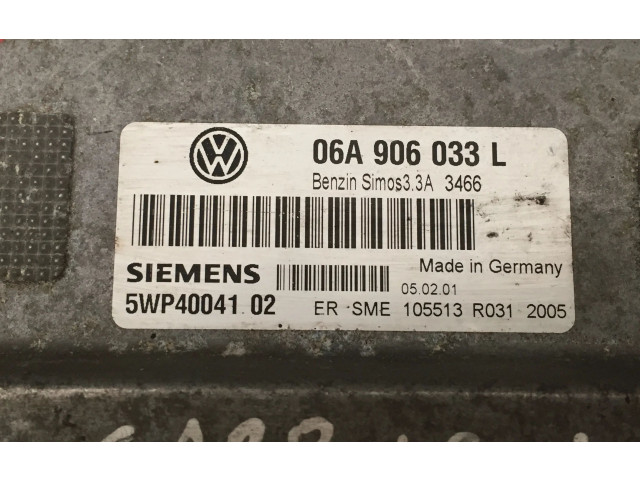 06A 906 033 L
Benzin Simos3.3A 3466
SIEMENS
Made in Germany
05.02.01
5WP40041 02
ER SME 105513 R031 2005